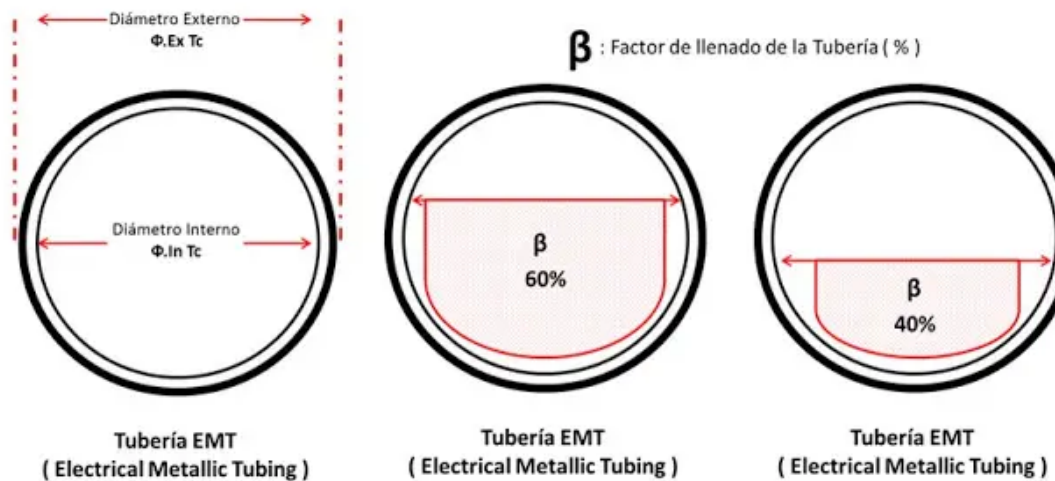 Diámetro Externo
Φ.Ex Tc
β : Factor de llenado de la Tubería ( % )
Diámetro Interno
Φ.In Tc
β
60%
β
40%
Tubería EMT
( Electrical Metallic Tubing )
Tubería EMT
( Electrical Metallic Tubing )
Tubería EMT
( Electrical Metallic Tubing )